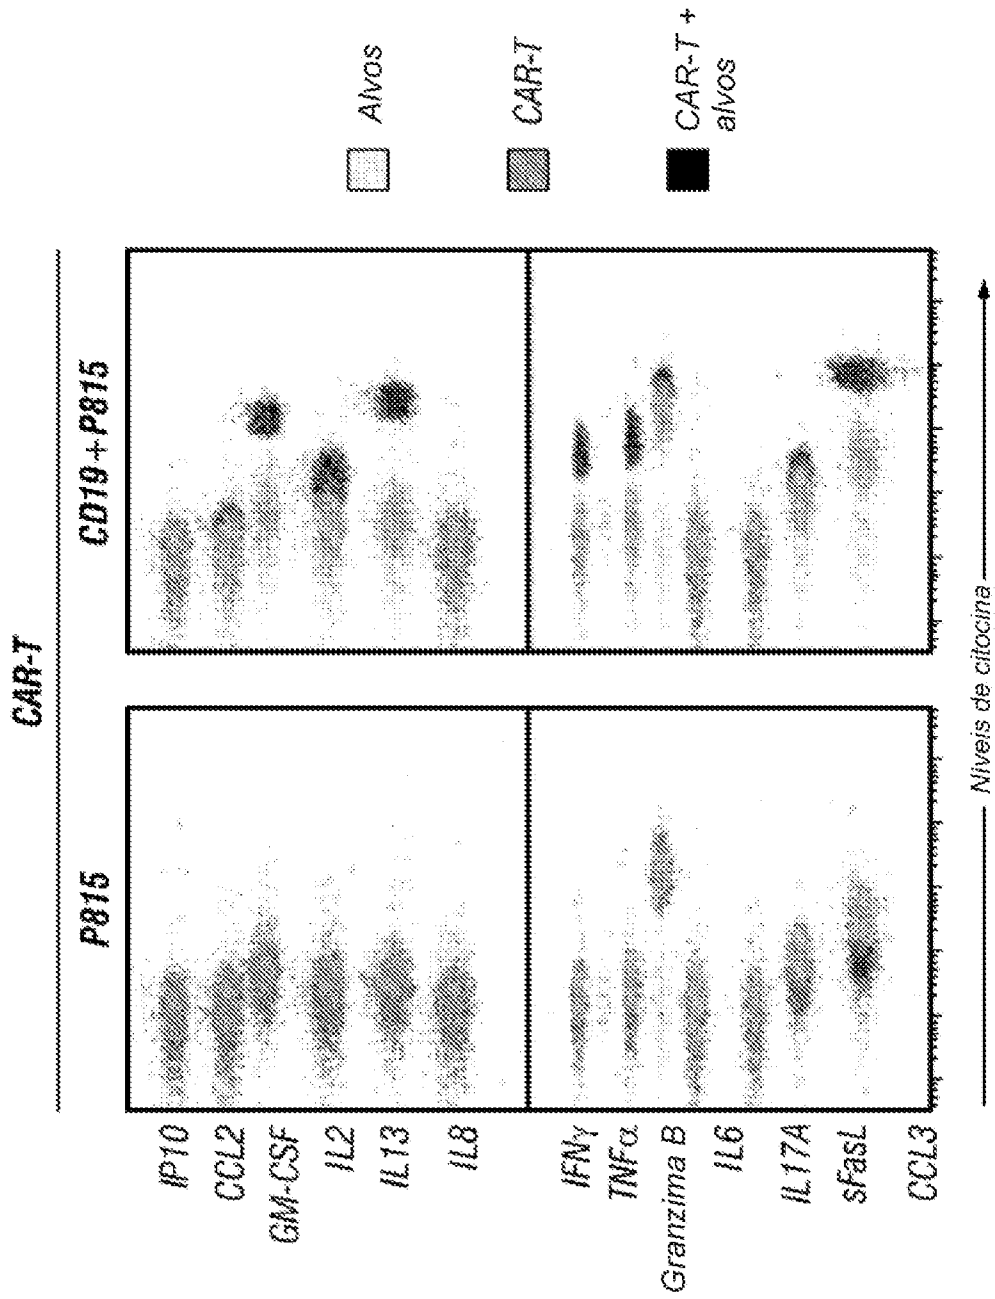 CAR-T
P815
CD19+P815
IP10
CCL2
GM-CSF
IL2
IL13
IL8
IFNγ
TNFα
Granzima B
IL6
IL17A
sFasL
CCL3
Níveis de citocina
Alvos
CAR-T
CAR-T +
alvos